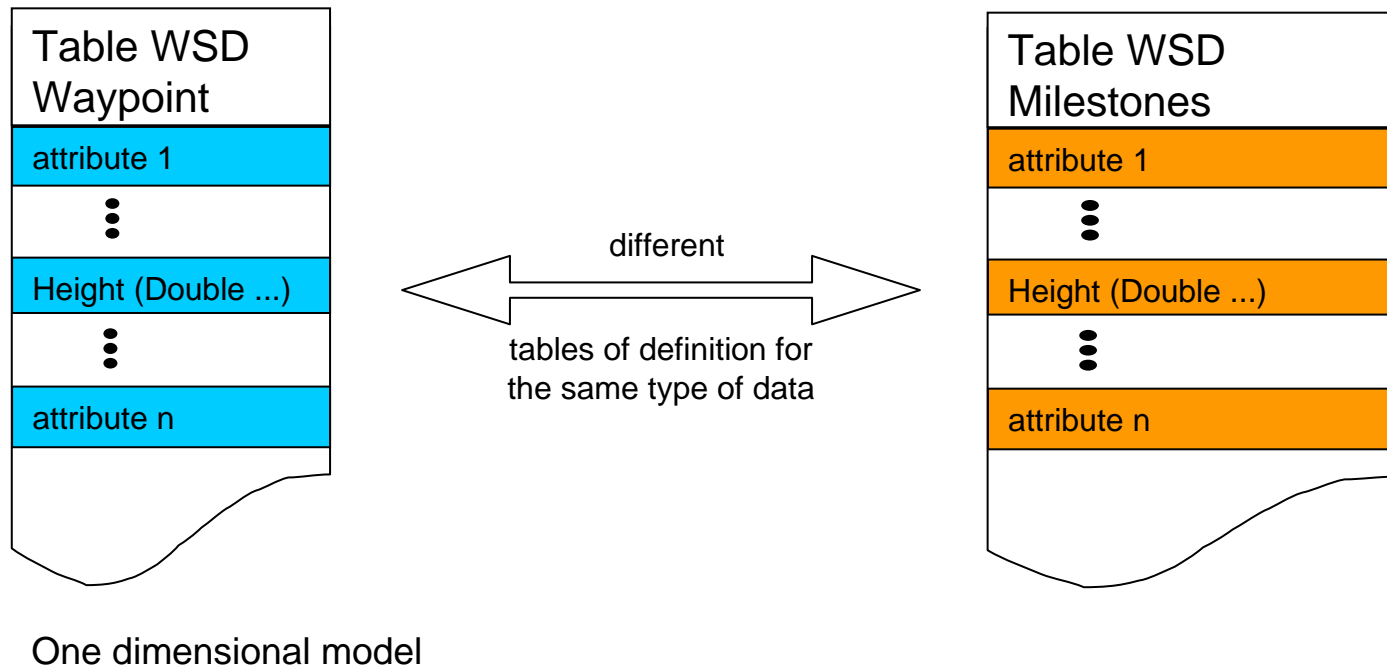 Table WSD
Waypoint
attribute 1
Height (Double ...)
attribute n
different
tables of definition for
the same type of data
Table WSD
Milestones
attribute 1
Height (Double ...)
attribute n
One dimensional model